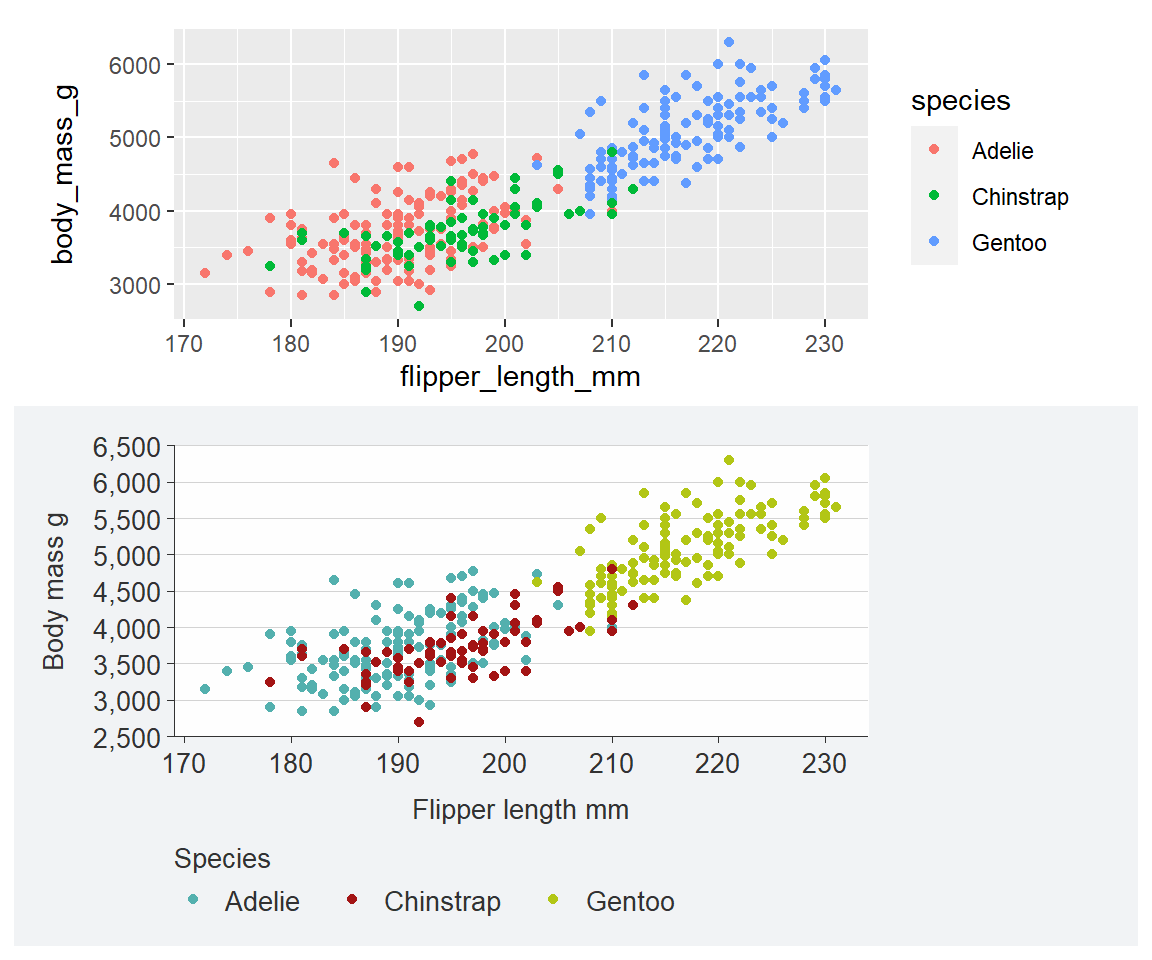 body_mass_g
6000
5000
4000
3000
170 180 190 200 210 220 230
flipper_length_mm
species
Adelie
Chinstrap
Gentoo
Body mass g
6,500
6,000
5,500
5,000
4,500
4,000
3,500
3,000
2,500
170 180 190 200 210 220 230
Flipper length mm
Species
Adelie Chinstrap Gentoo